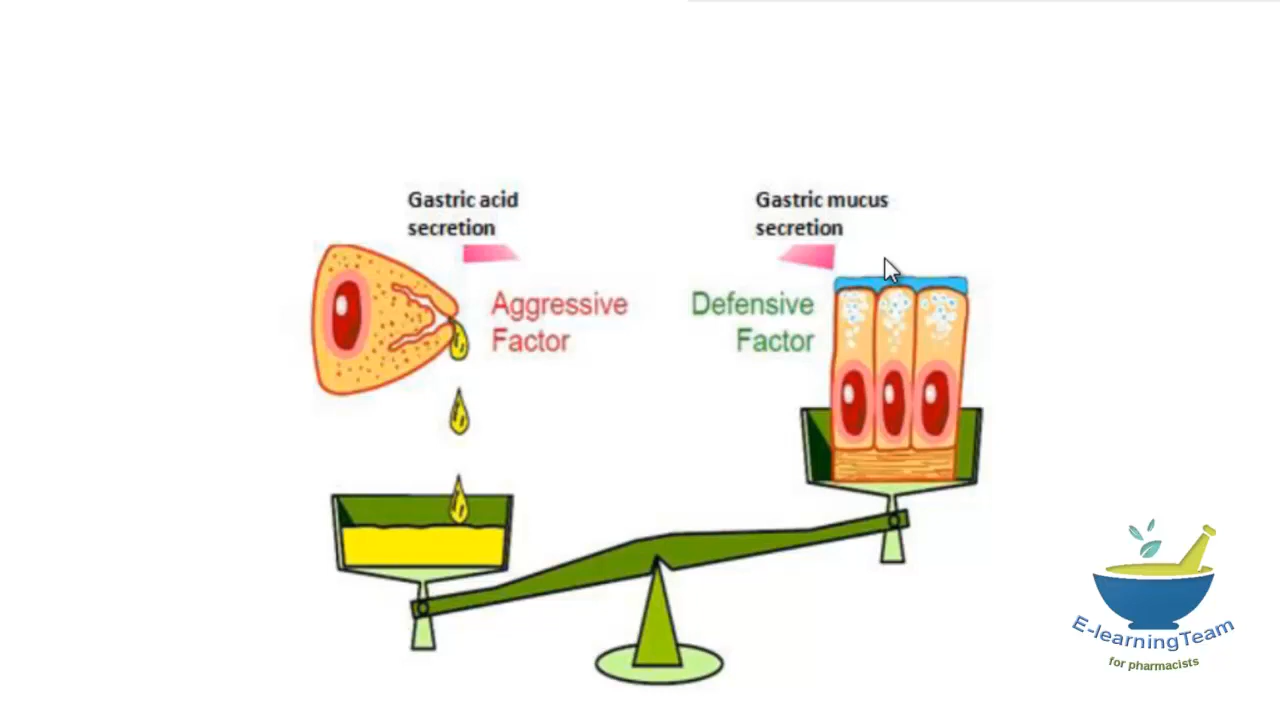 Gastric acid
secretion
Gastric mucus
secretion
Aggressive
Factor
Defensive
Factor
E-learningTeam
for pharmacists